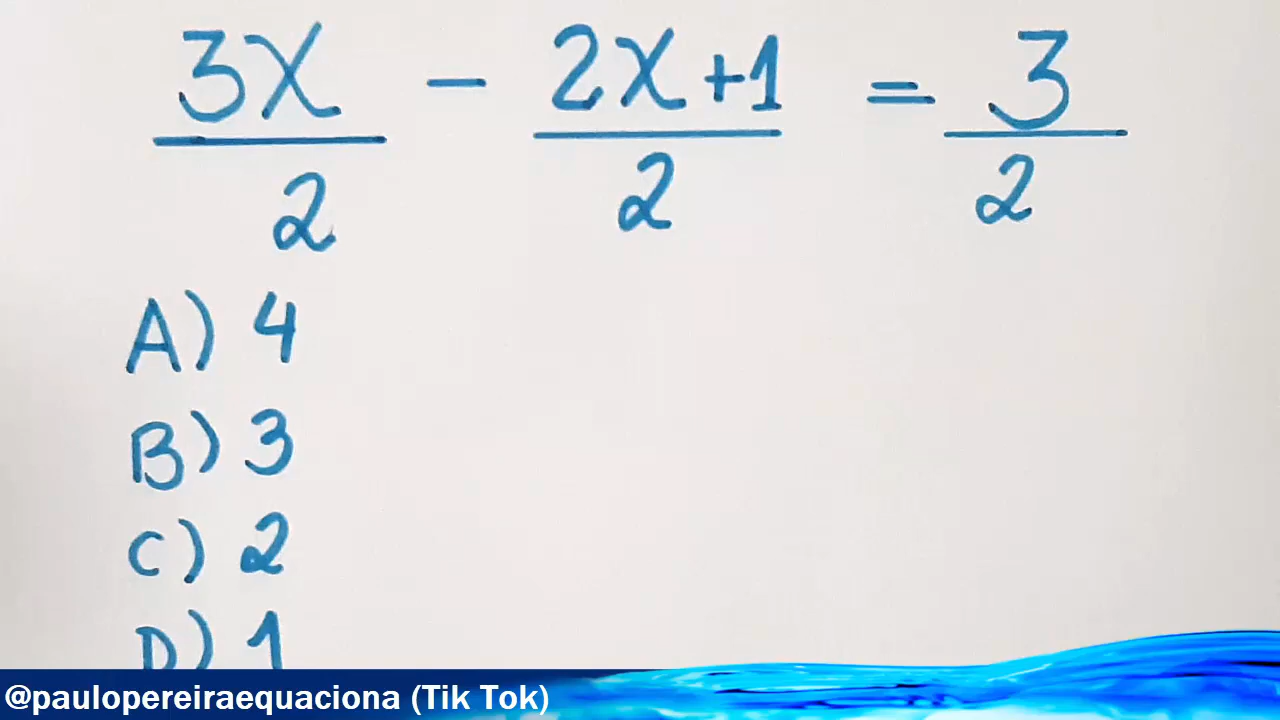 3x/2 - 2x+1/2 = 3/2
A) 4
B) 3
C) 2
D) 1
@paulopereiraequaciona (Tik Tok)